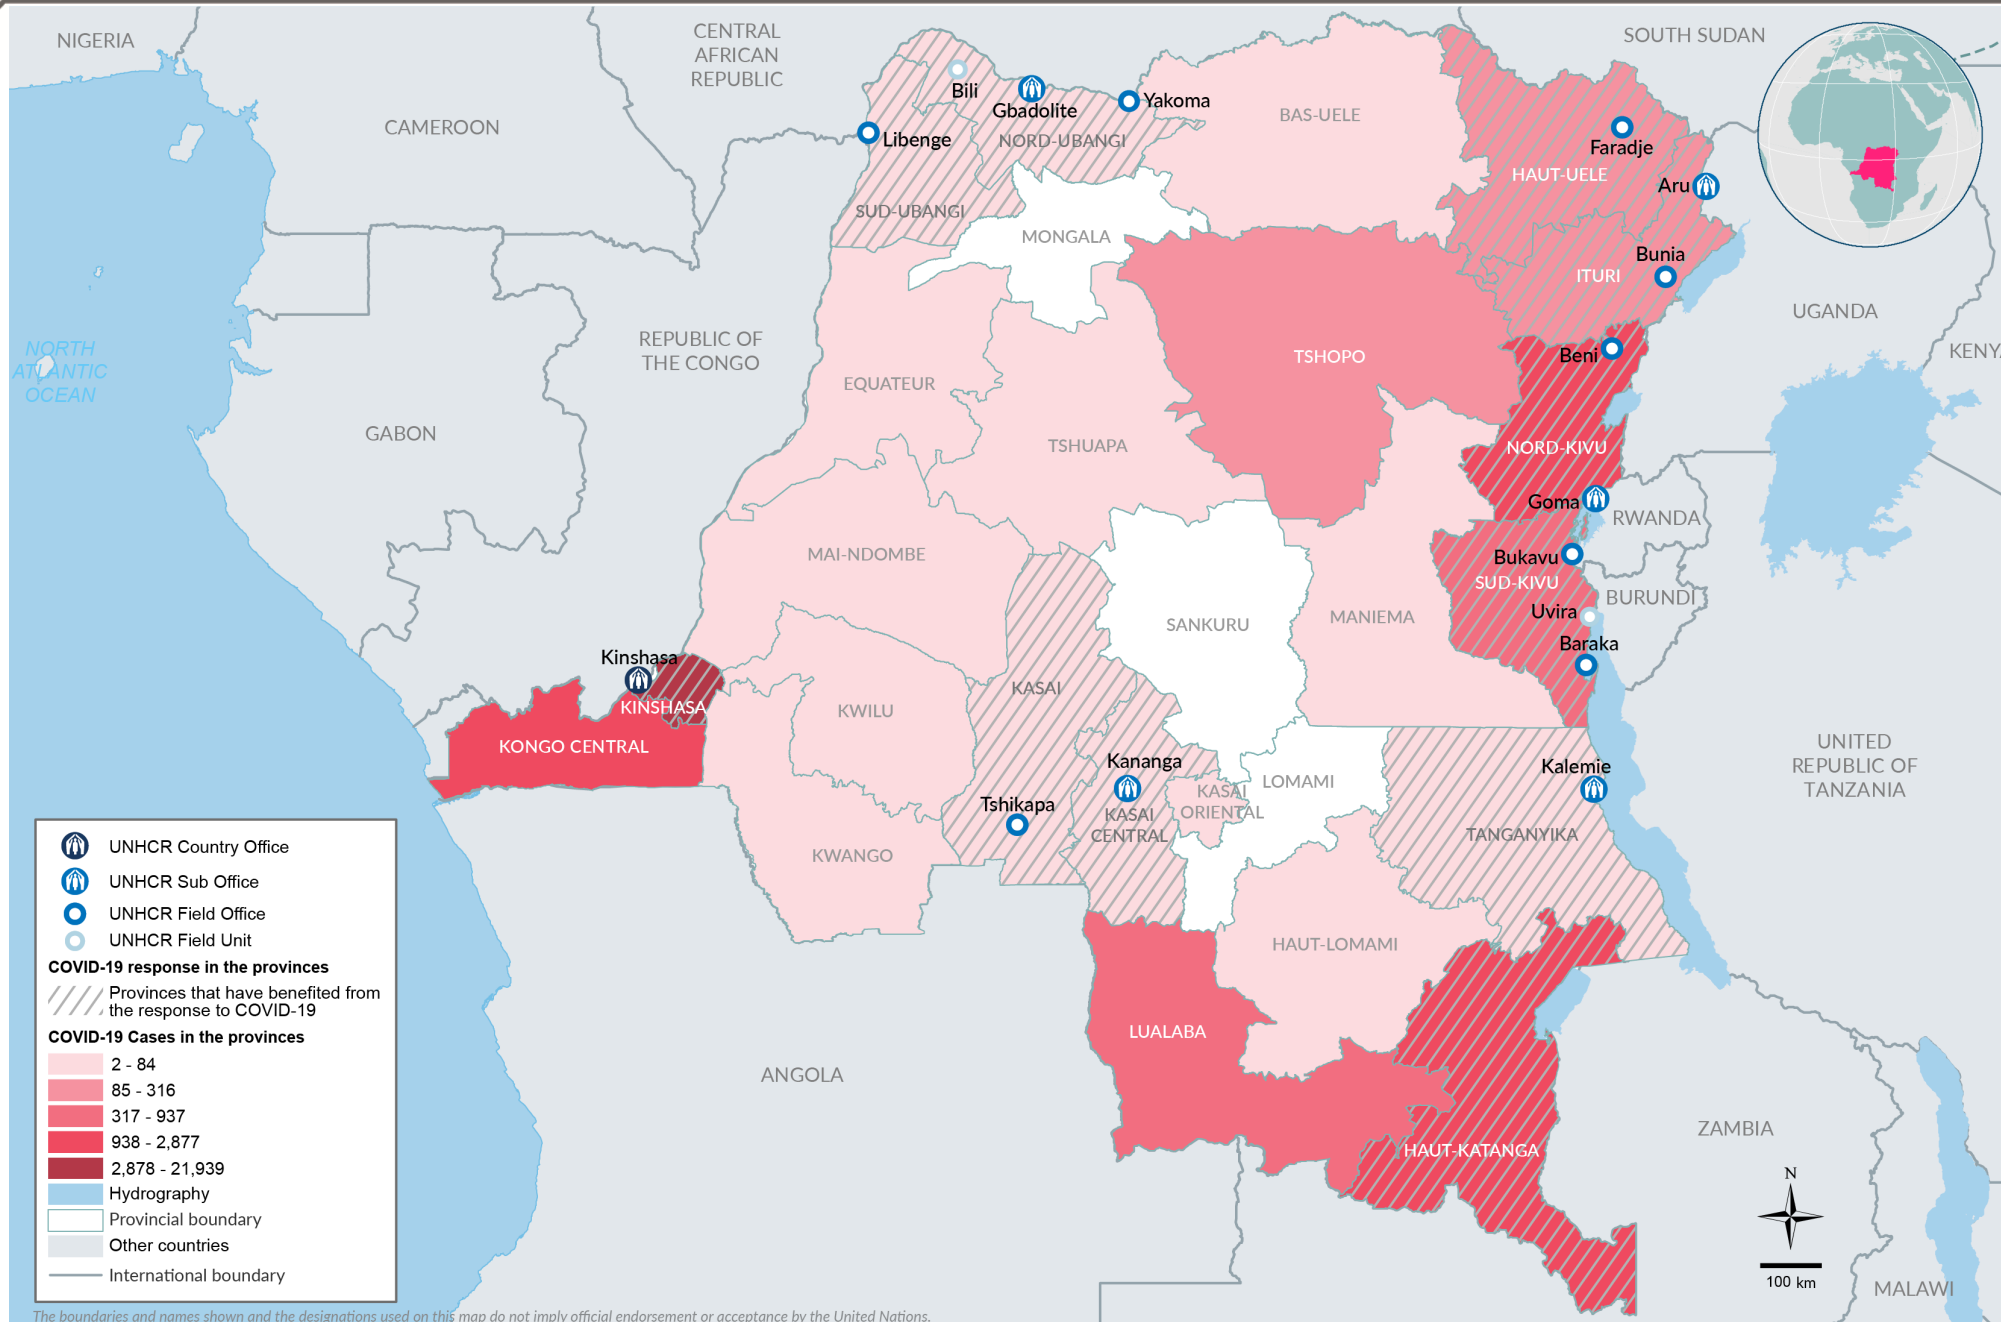 NIGERIA
CENTRAL
AFRICAN
REPUBLIC
SOUTH SUDAN
CAMEROON
Bili
Gbadolite
Yakoma
Libenge
NORD-UBANGI
BAS-UELE
Faradje
HAUT-UELE
Aru
SUD-UBANGI
MONGALA
Bunia
ITURI
UGANDA
KENYA
REPUBLIC OF
THE CONGO
NORTH
ATLANTIC
OCEAN
TSHOPO
Beni
EQUATEUR
GABON
TSHUAPA
NORD-KIVU
Goma
RWANDA
MAI-NDOMBE
Bukavu
SUD-KIVU
BURUNDI
Uvira
SANKURU
MANIEMA
Baraka
Kinshasa
KINSHASA
KASAI
KWILU
KONGO CENTRAL
Kananga
KASAI
ORIENTAL
LOMAMI
Kalemie
UNITED
REPUBLIC OF
TANZANIA
Tshikapa
KASAI
CENTRAL
TANGANYIKA
KWANGO
HAUT-LOMAMI
LUALABA
ANGOLA
HAUT-KATANGA
ZAMBIA
MALAWI
N
100 km
UNHCR Country Office
UNHCR Sub Office
UNHCR Field Office
UNHCR Field Unit
COVID-19 response in the provinces
Provinces that have benefited from
the response to COVID-19
COVID-19 Cases in the provinces
2 - 84
85 - 316
317 - 937
938 - 2,877
2,878 - 21,939
Hydrography
Provincial boundary
Other countries
International boundary
The boundaries and names shown and the designations used on this map do not imply official endorsement or acceptance by the United Nations.